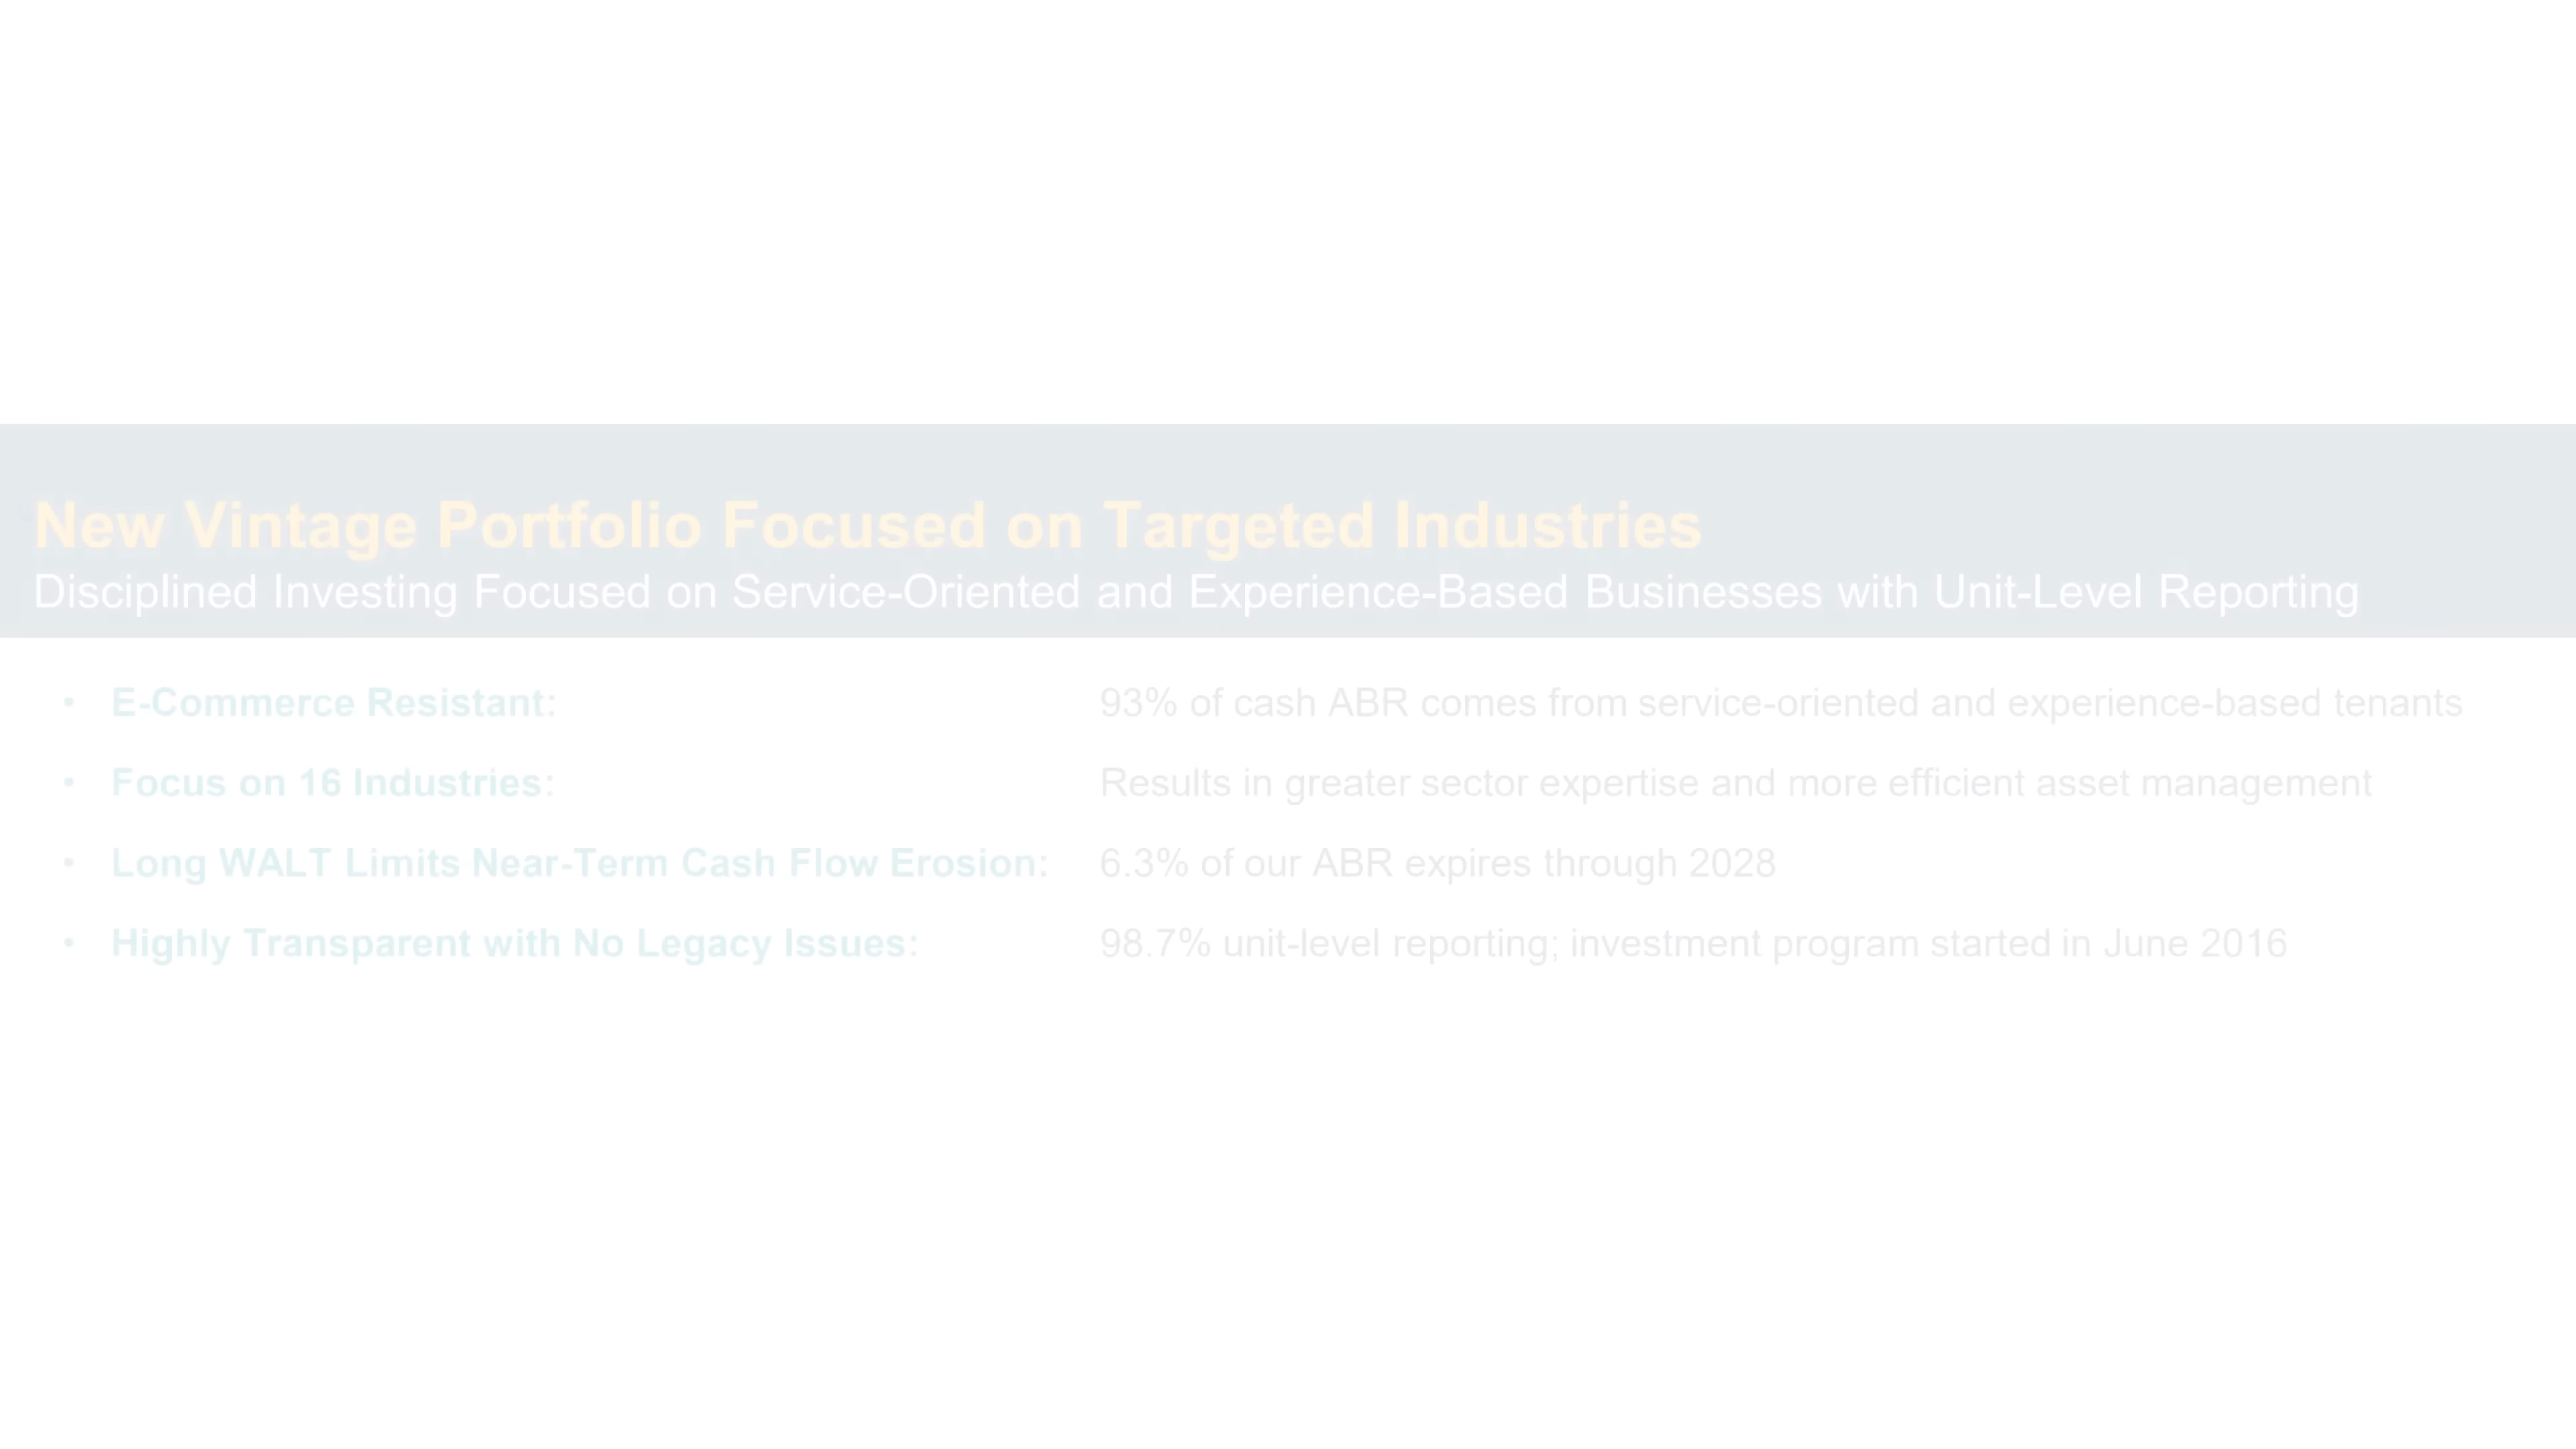 New Vintage Portfolio Focused on Targeted Industries
Disciplined Investing Focused on Service-Oriented and Experience-Based Businesses with Unit-Level Reporting
• E-Commerce Resistant: 93% of cash ABR comes from service-oriented and experience-based tenants
• Focus on 16 Industries: Results in greater sector expertise and more efficient asset management
• Long WALT Limits Near-Term Cash Flow Erosion: 6.3% of our ABR expires through 2028
• Highly Transparent with No Legacy Issues: 98.7% unit-level reporting; investment program started in June 2016